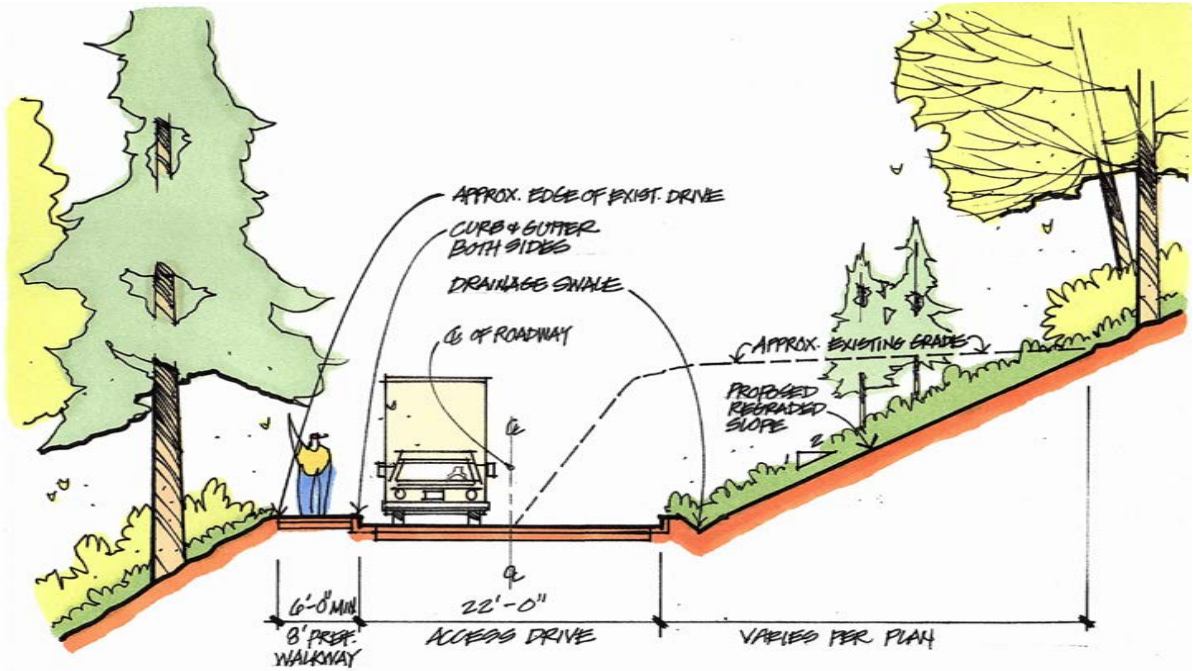 APPROX. EDGE OF EXIST. DRIVE
CURB & GUTTER
BOTH SIDES
DRAINAGE SWALE
℄ OF ROADWAY
APPROX. EXISTING GRADE
PROPOSED
REGRADED
SLOPE
2
℄
℄
6'-0" MIN
8' PREF.
WALKWAY
22'-0"
ACCESS DRIVE
VARIES PER PLAN